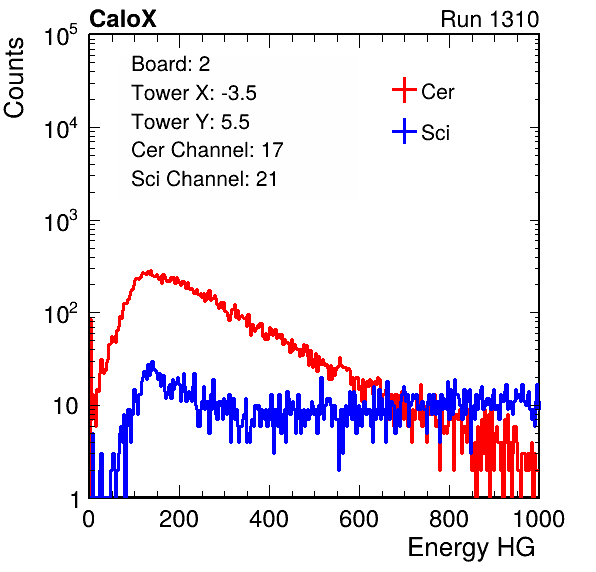 CaloX
Run 1310
Counts
10^5
10^4
10^3
10^2
10
1
Board: 2
Tower X: -3.5
Tower Y: 5.5
Cer Channel: 17
Sci Channel: 21
Cer
Sci
0 200 400 600 800 1000
Energy HG